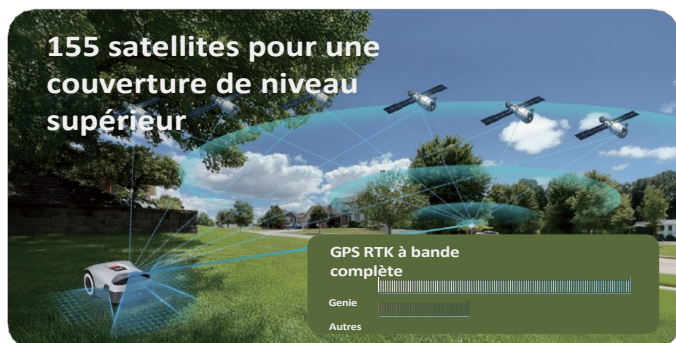 155 satellites pour une
couverture de niveau
supérieur
GPS RTK à bande
complète
Genie
Autres